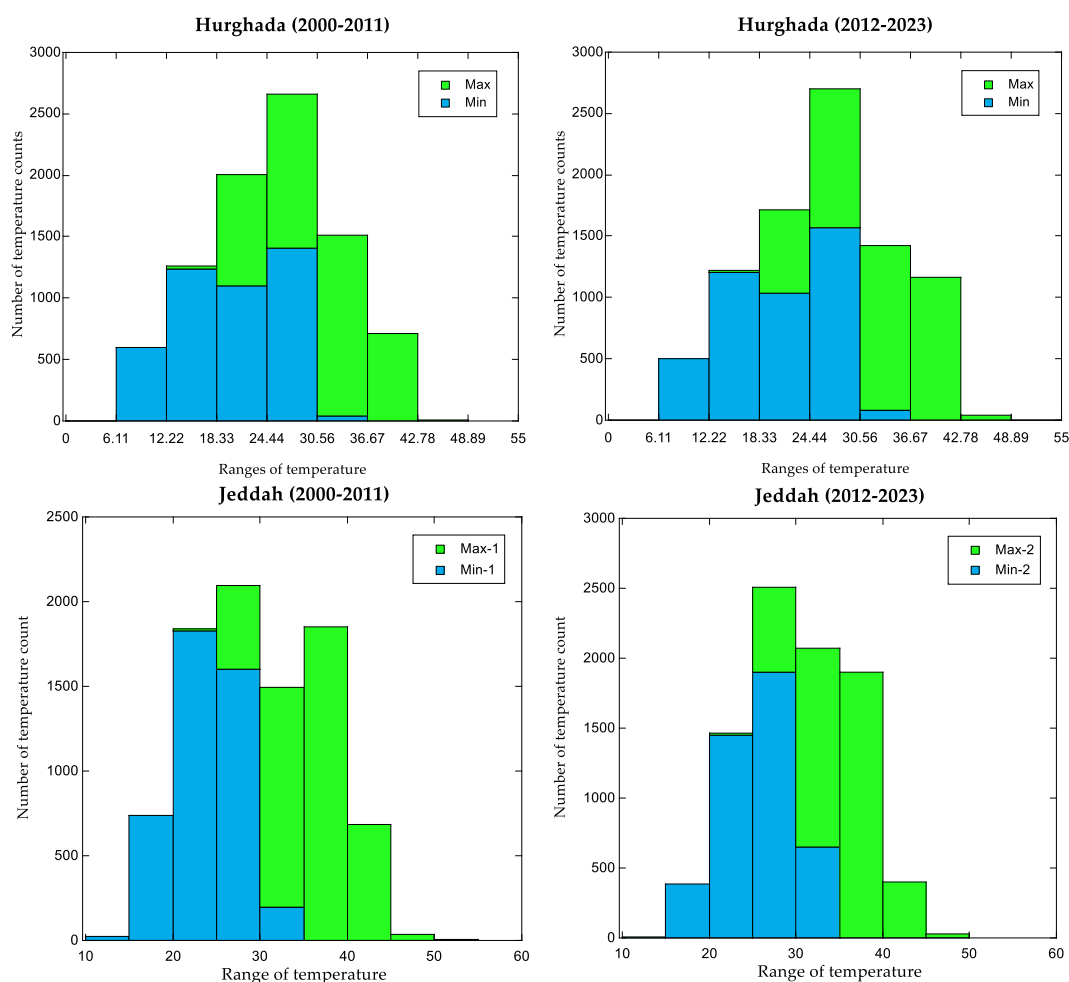 Hurghada (2000-2011)
3000
2500
2000
1500
1000
500
0
Number of temperature counts
Max
Min
0 6.11 12.22 18.33 24.44 30.56 36.67 42.78 48.89 55
Ranges of temperature
Hurghada (2012-2023)
3000
2500
2000
1500
1000
500
0
Number of temperature counts
Max
Min
0 6.11 12.22 18.33 24.44 30.56 36.67 42.78 48.89 55
Ranges of temperature
Jeddah (2000-2011)
2500
2000
1500
1000
500
0
Number of temperature count
Max-1
Min-1
10 20 30 40 50 60
Range of temperature
Jeddah (2012-2023)
3000
2500
2000
1500
1000
500
0
Number of temperature count
Max-2
Min-2
10 20 30 40 50 60
Range of temperature